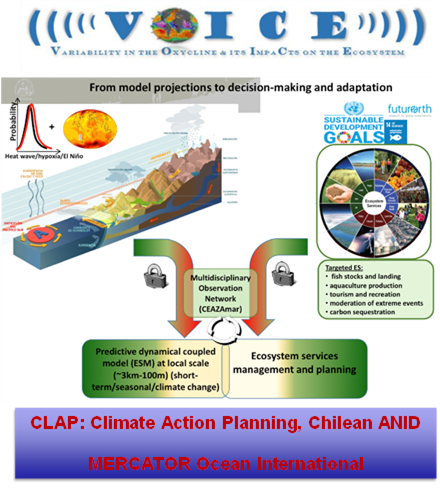 VOICE
VARIABILITY IN THE OXYCLINE & ITS IMPACTS ON THE ECOSYSTEM
From model projections to decision-making and adaptation
Probability
+
Heat wave/hypoxia/El Niño
SUSTAINABLE
DEVELOPMENT
GOALS
futurerth
Ecosystem
Services
Targeted ES:
• fish stocks and landing
• aquaculture production
• tourism and recreation
• moderation of extreme events
• carbon sequestration
Multidisciplinary
Observation
Network
(CEAZAmar)
Predictive dynamical coupled
model (ESM) at local scale
(~3km-100m) (short-
term/seasonal/climate change)
Ecosystem services
management and planning
CLAP: Climate Action Planning, Chilean ANID
MERCATOR Ocean International